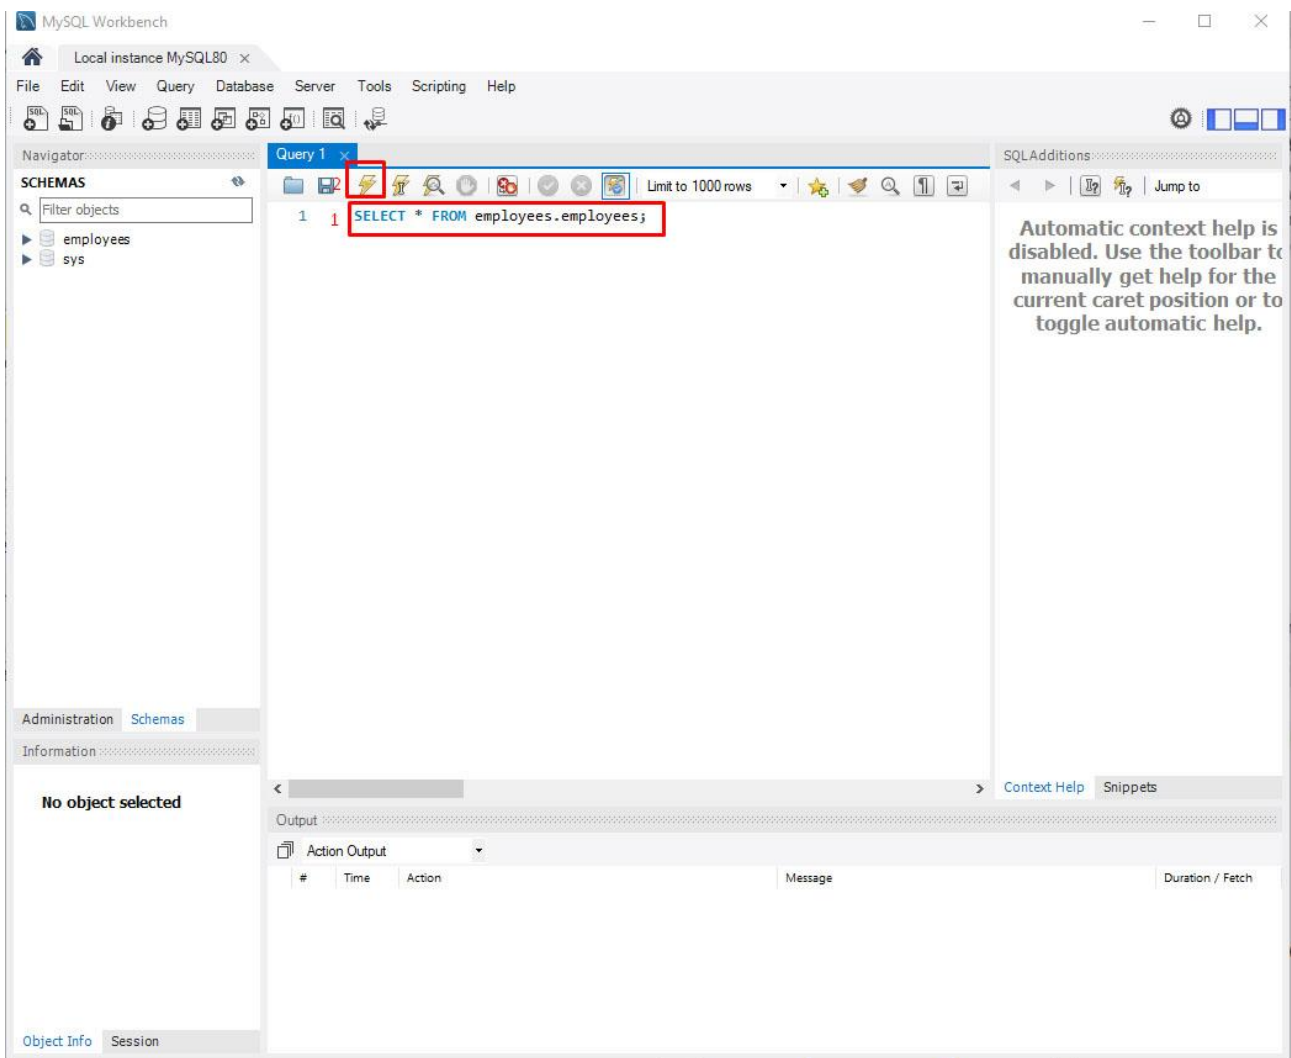 MySQL Workbench
Local instance MySQL80
File Edit View Query Database Server Tools Scripting Help
Navigator
SCHEMAS
Filter objects
employees
sys
Administration Schemas
Information
No object selected
Object Info Session
Query 1
2
Limit to 1000 rows
1 1 SELECT * FROM employees.employees;
Output
Action Output
# Time Action Message Duration / Fetch
SQLAdditions
Jump to
Automatic context help is
disabled. Use the toolbar to
manually get help for the
current caret position or to
toggle automatic help.
Context Help Snippets